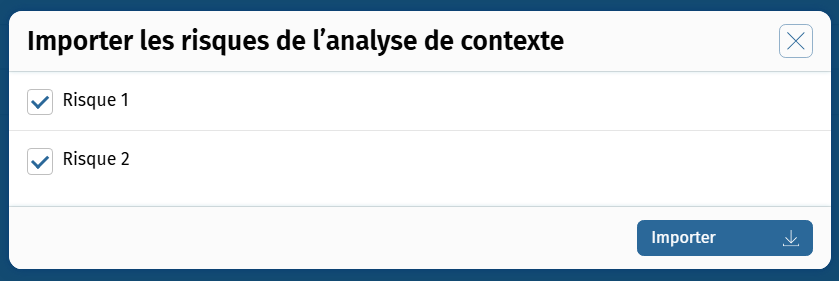 Importer les risques de l’analyse de contexte
Risque 1
Risque 2
Importer